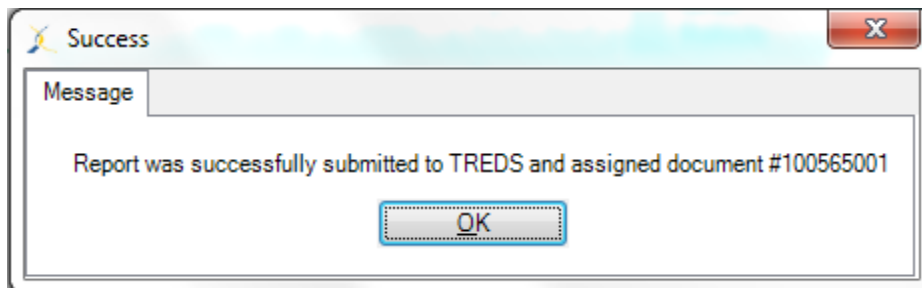 Success
Message
Report was successfully submitted to TREDS and assigned document #100565001
OK